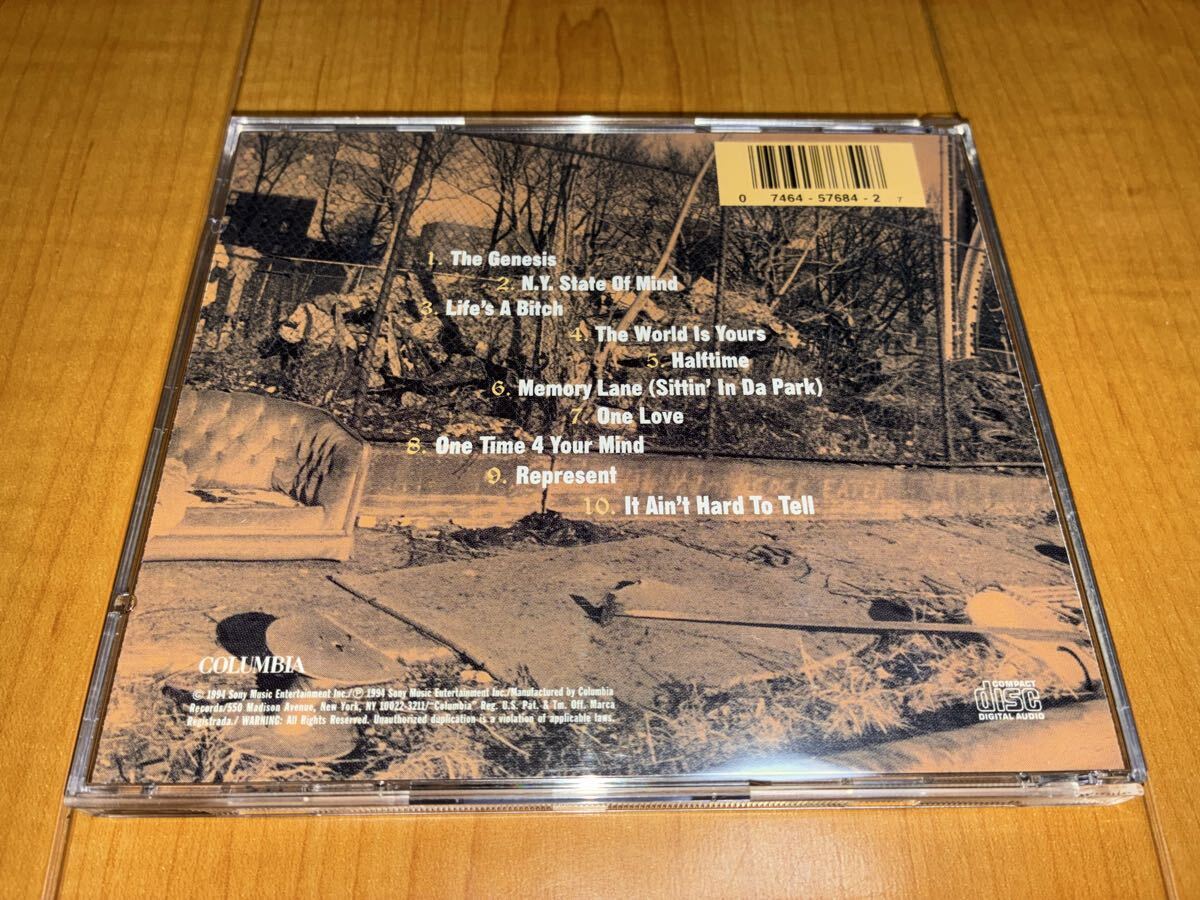 0 7464-57684-2 7
1. The Genesis
2. N.Y. State Of Mind
3. Life's A Bitch
4. The World Is Yours
5. Halftime
6. Memory Lane (Sittin' In Da Park)
7. One Love
8. One Time 4 Your Mind
9. Represent
10. It Ain't Hard To Tell
COLUMBIA
© 1994 Sony Music Entertainment Inc./℗ 1994 Sony Music Entertainment Inc./Manufactured by Columbia
Records/550 Madison Avenue, New York, NY 10022-3211/"Columbia" Reg. U.S. Pat. & Tm. Off. Marca
Registrada./ WARNING: All Rights Reserved. Unauthorized duplication is a violation of applicable laws.
COMPACT
disc
DIGITAL AUDIO